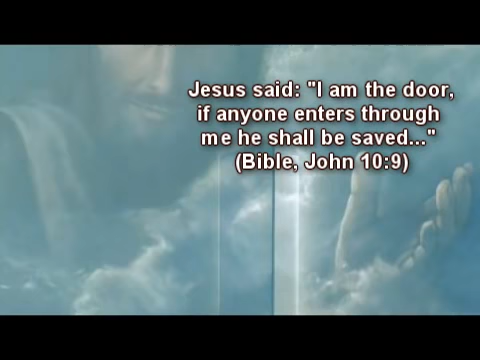 Jesus said: "I am the door,
if anyone enters through
me he shall be saved..."
(Bible, John 10:9)